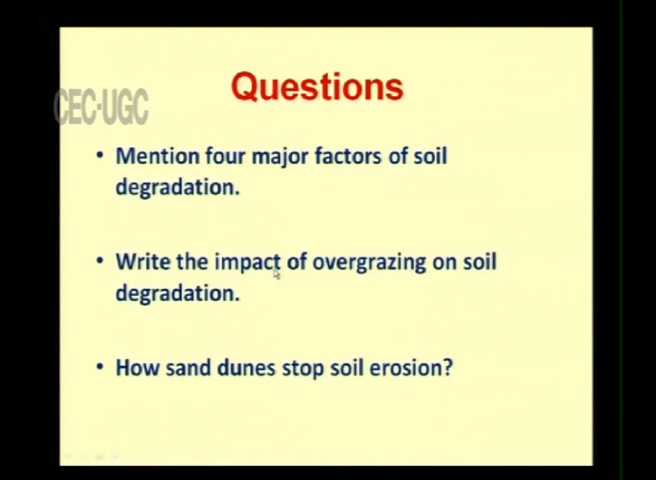 Questions
CEC-UGC
• Mention four major factors of soil
degradation.
• Write the impact of overgrazing on soil
degradation.
• How sand dunes stop soil erosion?